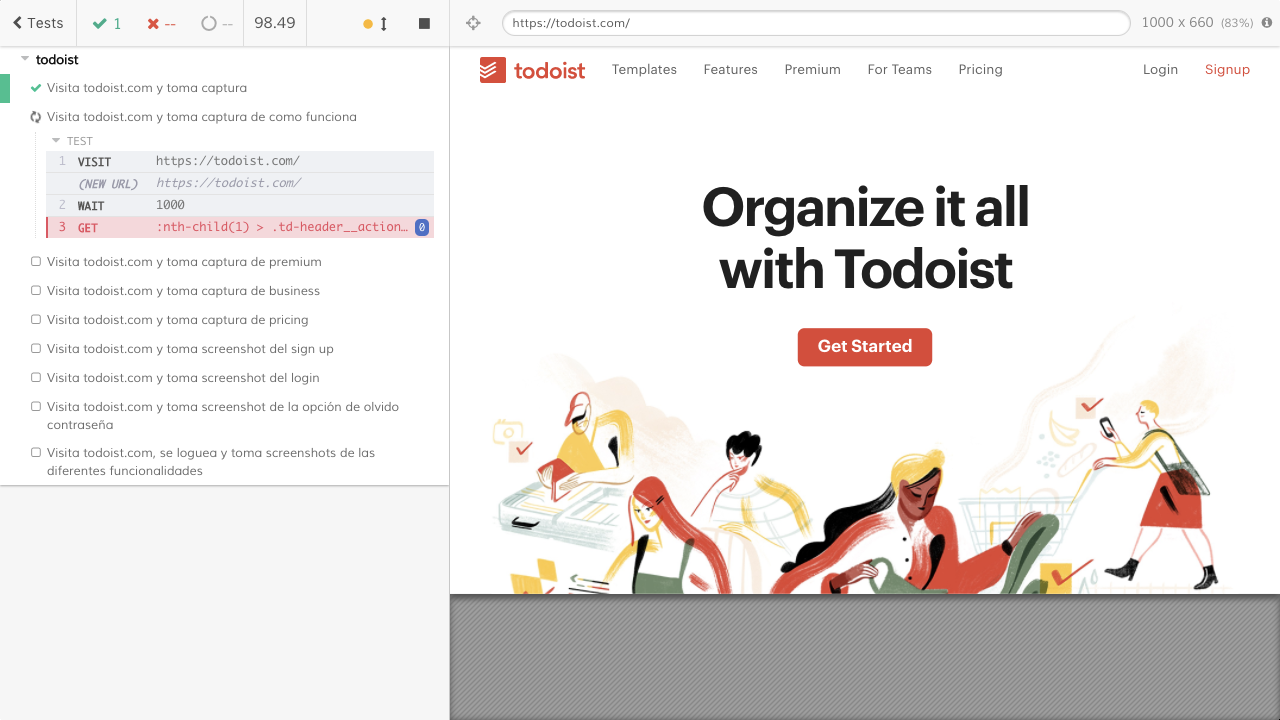 Tests
1
--
--
98.49
https://todoist.com/
1000 x 660 (83%)
todoist
Visita todoist.com y toma captura
Visita todoist.com y toma captura de como funciona
TEST
1 VISIT https://todoist.com/
(NEW URL) https://todoist.com/
2 WAIT 1000
3 GET :nth-child(1) > .td-header__action… 0
Visita todoist.com y toma captura de premium
Visita todoist.com y toma captura de business
Visita todoist.com y toma captura de pricing
Visita todoist.com y toma screenshot del sign up
Visita todoist.com y toma screenshot del login
Visita todoist.com y toma screenshot de la opción de olvido
contraseña
Visita todoist.com, se loguea y toma screenshots de las
diferentes funcionalidades
todoist Templates Features Premium For Teams Pricing Login Signup
Organize it all
with Todoist
Get Started